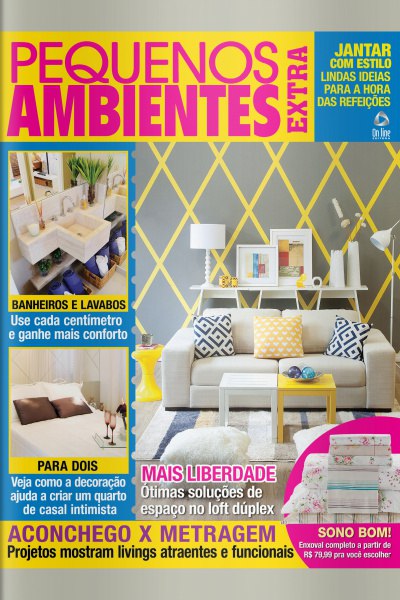 PEQUENOS
AMBIENTES
EXTRA
JANTAR
COM ESTILO
LINDAS IDEIAS
PARA A HORA
DAS REFEIÇÕES
On line
EDITORA
BANHEIROS E LAVABOS
Use cada centímetro
e ganhe mais conforto
PARA DOIS
Veja como a decoração
ajuda a criar um quarto
de casal intimista
MAIS LIBERDADE
Ótimas soluções de
espaço no loft dúplex
SONO BOM!
Enxoval completo a partir de
R$ 79,99 pra você escolher
ACONCHEGO X METRAGEM
Projetos mostram livings atraentes e funcionais